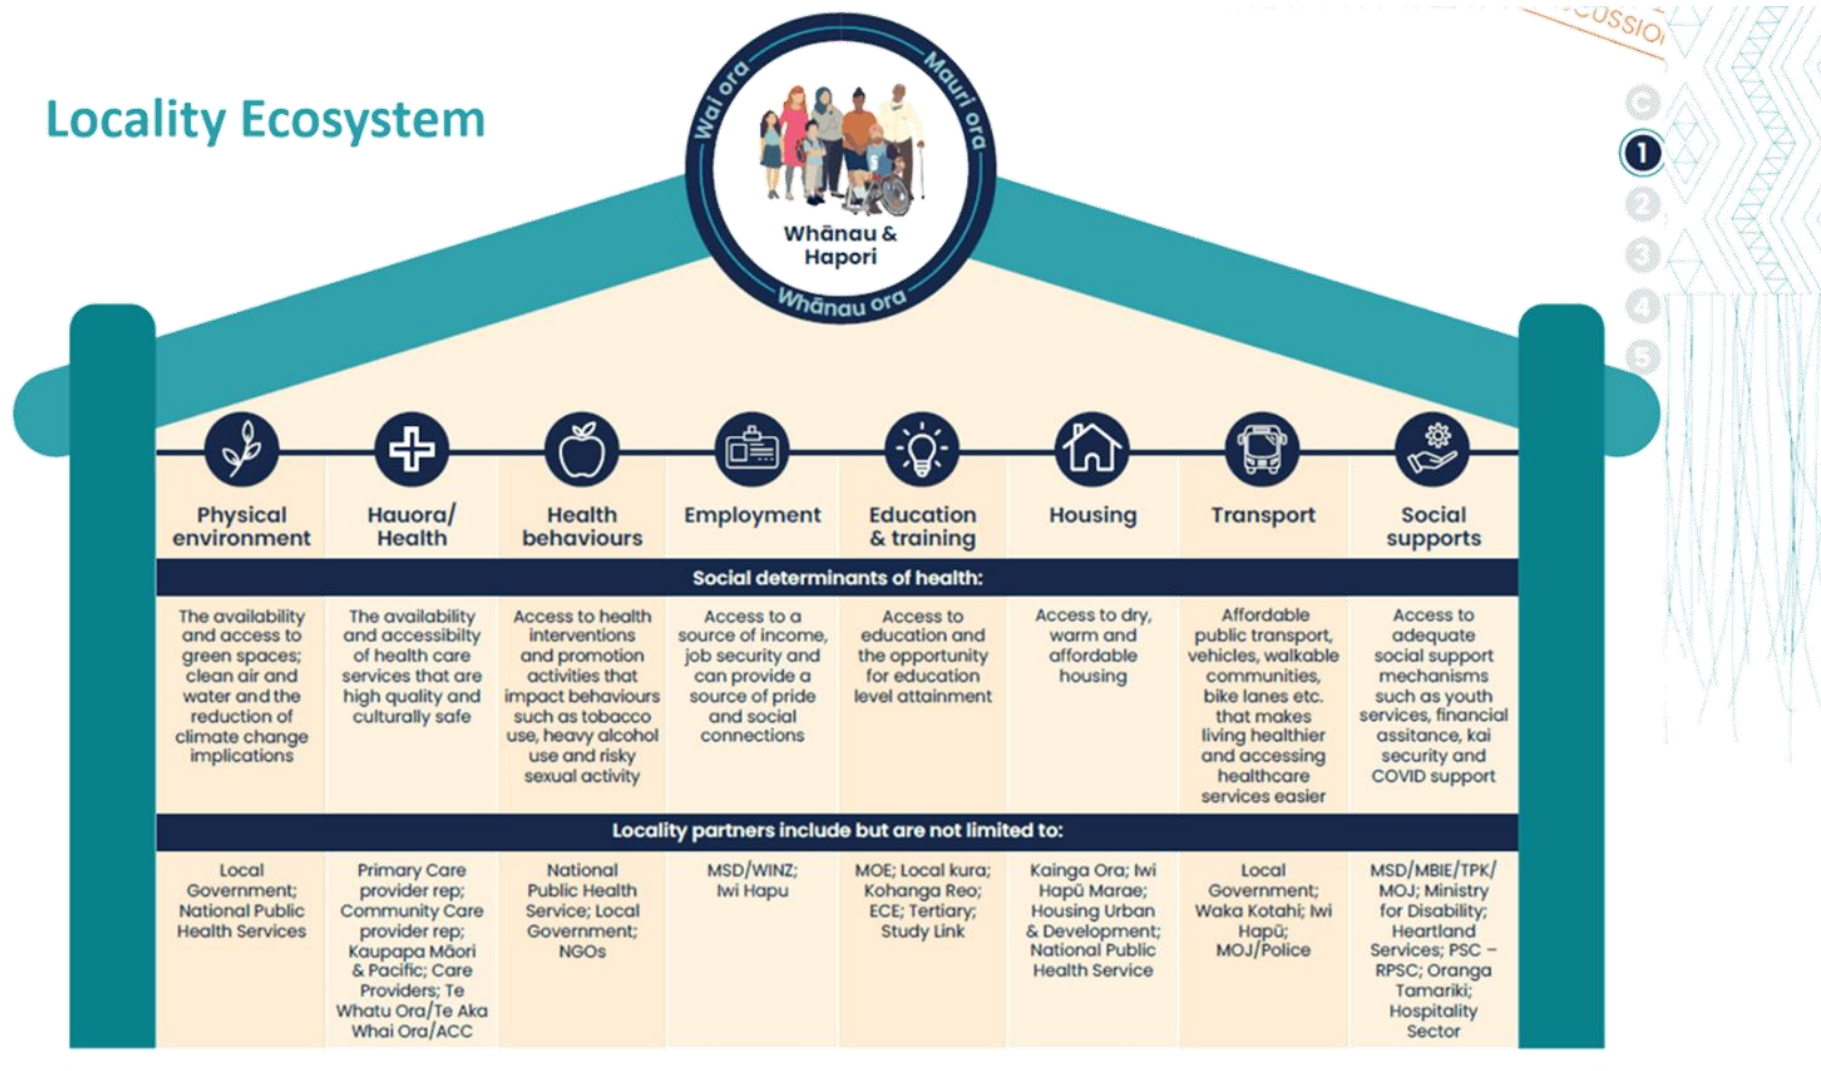 CUSSIO
Locality Ecosystem
Wai ora
Mauri ora
Whānau &
Hapori
Whānau ora
C
1
2
3
4
5
Physical
environment
Hauora/
Health
Health
behaviours
Employment
Education
& training
Housing
Transport
Social
supports
Social determinants of health:
The availability
and access to
green spaces;
clean air and
water and the
reduction of
climate change
implications
The availability
and accessibilty
of health care
services that are
high quality and
culturally safe
Access to health
interventions
and promotion
activities that
impact behaviours
such as tobacco
use, heavy alcohol
use and risky
sexual activity
Access to a
source of income,
job security and
can provide a
source of pride
and social
connections
Access to
education and
the opportunity
for education
level attainment
Access to dry,
warm and
affordable
housing
Affordable
public transport,
vehicles, walkable
communities,
bike lanes etc.
that makes
living healthier
and accessing
healthcare
services easier
Access to
adequate
social support
mechanisms
such as youth
services, financial
assitance, kai
security and
COVID support
Locality partners include but are not limited to:
Local
Government;
National Public
Health Services
Primary Care
provider rep;
Community Care
provider rep;
Kaupapa Māori
& Pacific; Care
Providers; Te
Whatu Ora/Te Aka
Whai Ora/ACC
National
Public Health
Service; Local
Government;
NGOs
MSD/WINZ;
Iwi Hapu
MOE; Local kura;
Kohanga Reo;
ECE; Tertiary;
Study Link
Kainga Ora; Iwi
Hapū Marae;
Housing Urban
& Development;
National Public
Health Service
Local
Government;
Waka Kotahi; Iwi
Hapū;
MOJ/Police
MSD/MBIE/TPK/
MOJ; Ministry
for Disability;
Heartland
Services; PSC –
RPSC; Oranga
Tamariki;
Hospitality
Sector